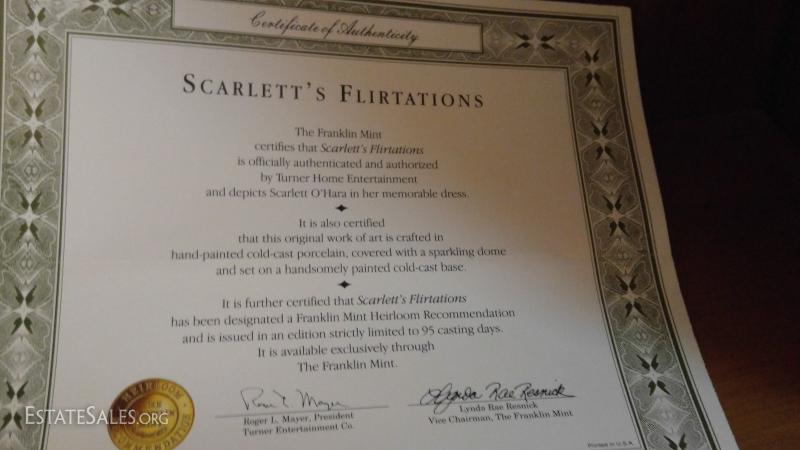 Certificate of Authenticity
SCARLETT'S FLIRTATIONS
The Franklin Mint
certifies that Scarlett's Flirtations
is officially authenticated and authorized
by Turner Home Entertainment
and depicts Scarlett O'Hara in her memorable dress.
It is also certified
that this original work of art is crafted in
hand-painted cold-cast porcelain, covered with a sparkling dome
and set on a handsomely painted cold-cast base.
It is further certified that Scarlett's Flirtations
has been designated a Franklin Mint Heirloom Recommendation
and is issued in an edition strictly limited to 95 casting days.
It is available exclusively through
The Franklin Mint.
HEIRLOOM
RECOMMENDATION
Roger L. Mayer
Roger L. Mayer, President
Turner Entertainment Co.
Lynda Rae Resnick
Lynda Rae Resnick
Vice Chairman, The Franklin Mint
Printed in U.S.A.
ESTATESALES.ORG